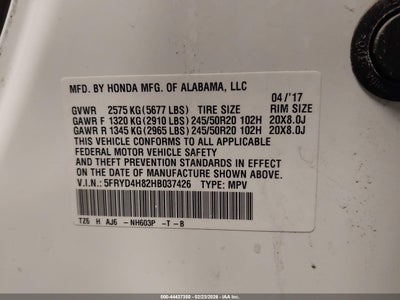 MFD. BY HONDA MFG. OF ALABAMA, LLC
04 /'17
GVWR 2575 KG(5677 LBS) TIRE SIZE RIM SIZE
GAWR F 1320 KG(2910 LBS)245/50R20 102H 20X8.0J
GAWR R 1345 KG(2965 LBS)245/50R20 102H 20X8.0J
THIS VEHICLE CONFORMS TO ALL APPLICABLE
FEDERAL MOTOR VEHICLE SAFETY
AND THEFT PREVENTION STANDARDS IN EFFECT
ON THE DATE OF MANUFACTURE SHOWN ABOVE.
V.I.N: 5FRYD4H82HB037426 TYPE: MPV
TZ5 H AJ6 -NH603P -T-B
500-44437350 - 02/23/2026 - IAA, Inc.